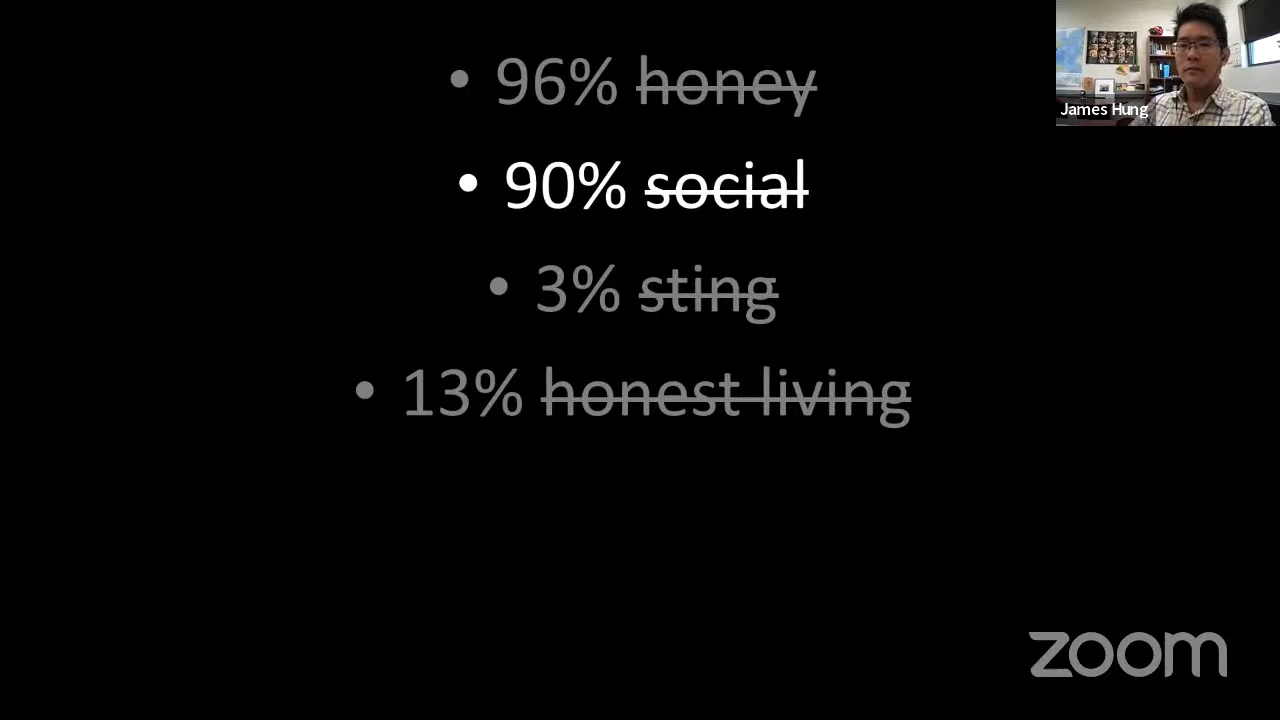 • 96% honey
• 90% social
• 3% sting
• 13% honest living
James Hung
zoom